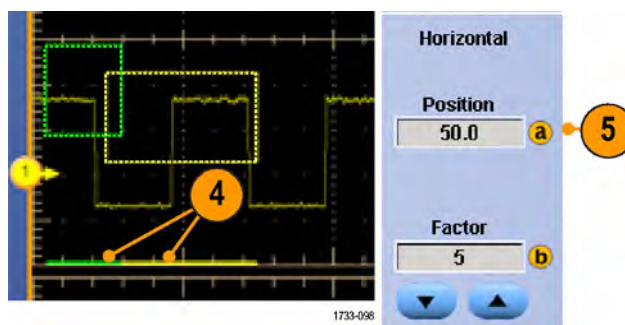 1
4
1733-098
Horizontal
Position
50.0 a
5
Factor
5 b